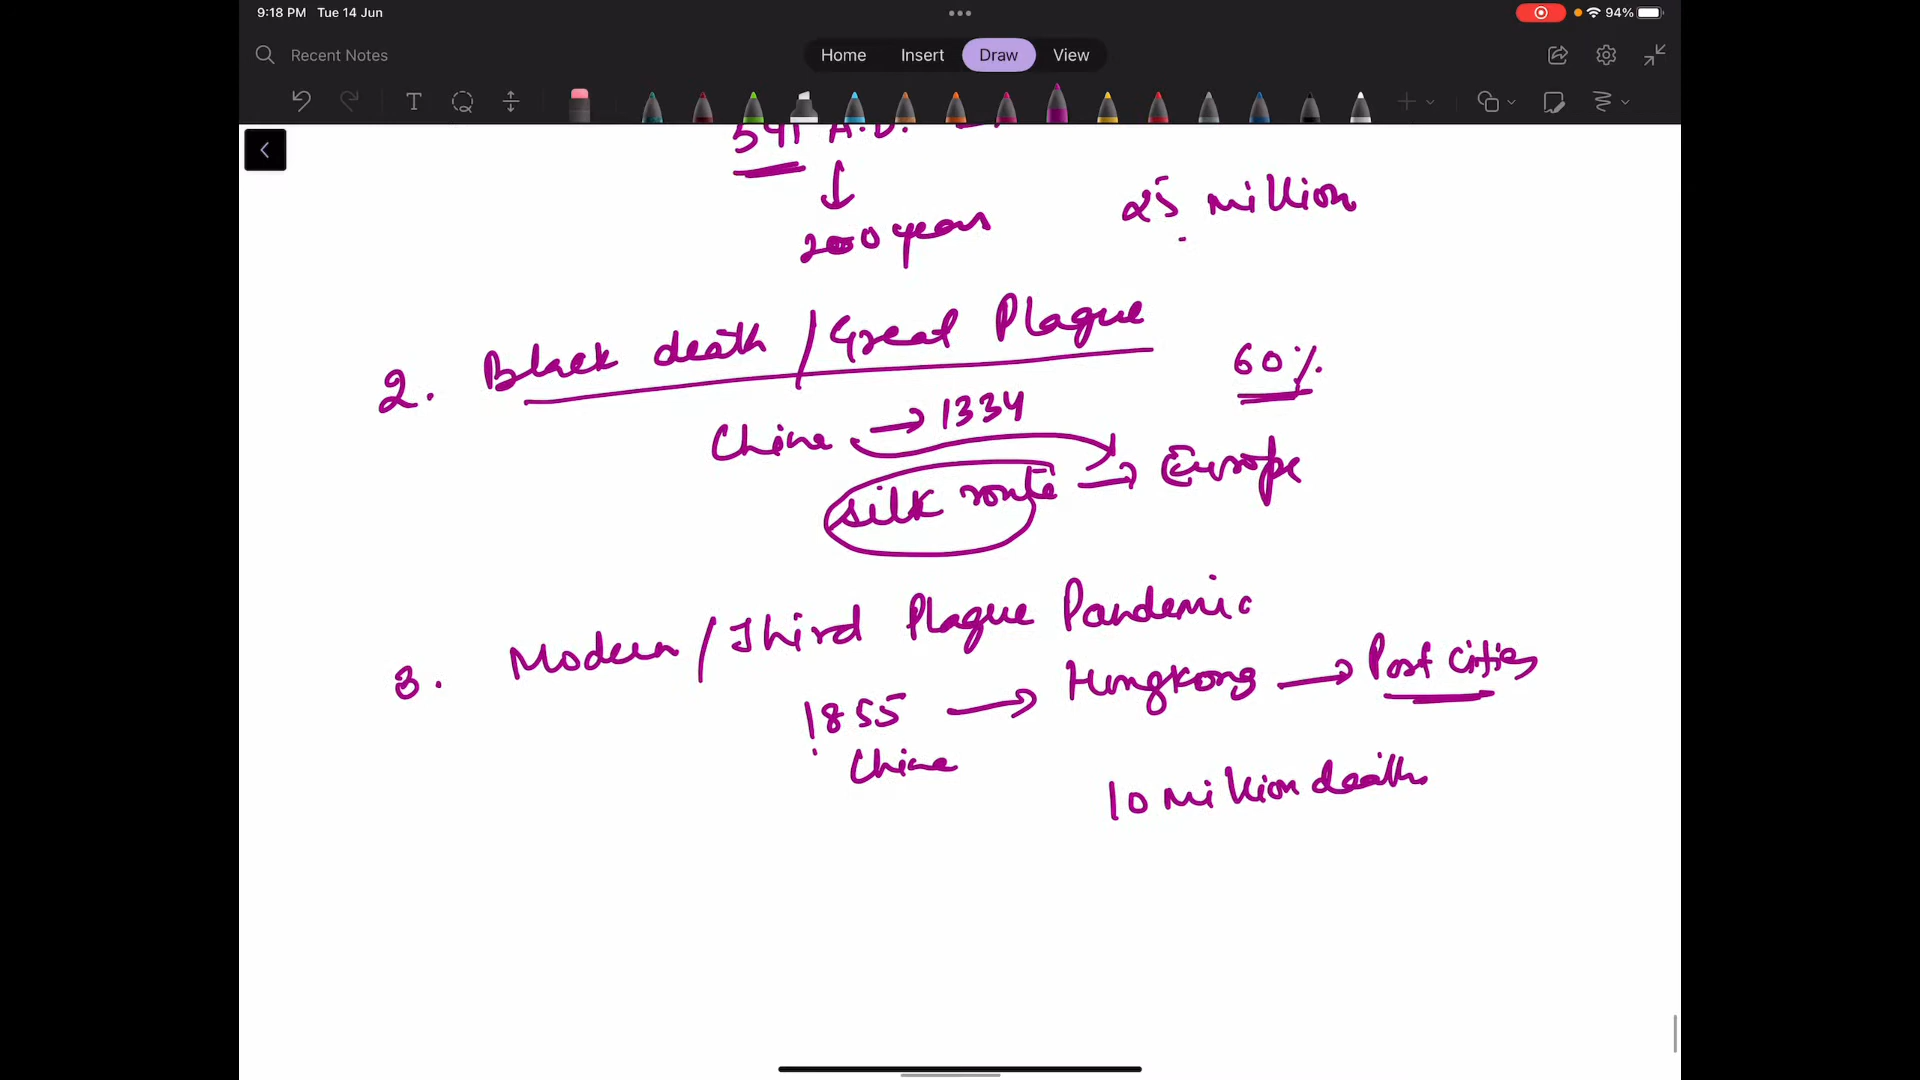 9:18 PM Tue 14 Jun
94%
Recent Notes
Home Insert Draw View
541 A.D.
25 million
200 years
2. Black death / Great Plague
60%
China → 1334
silk route → Europe
3. Modern / Third Plague Pandemic
1855 → Hongkong → Port cities
China
10 million deaths